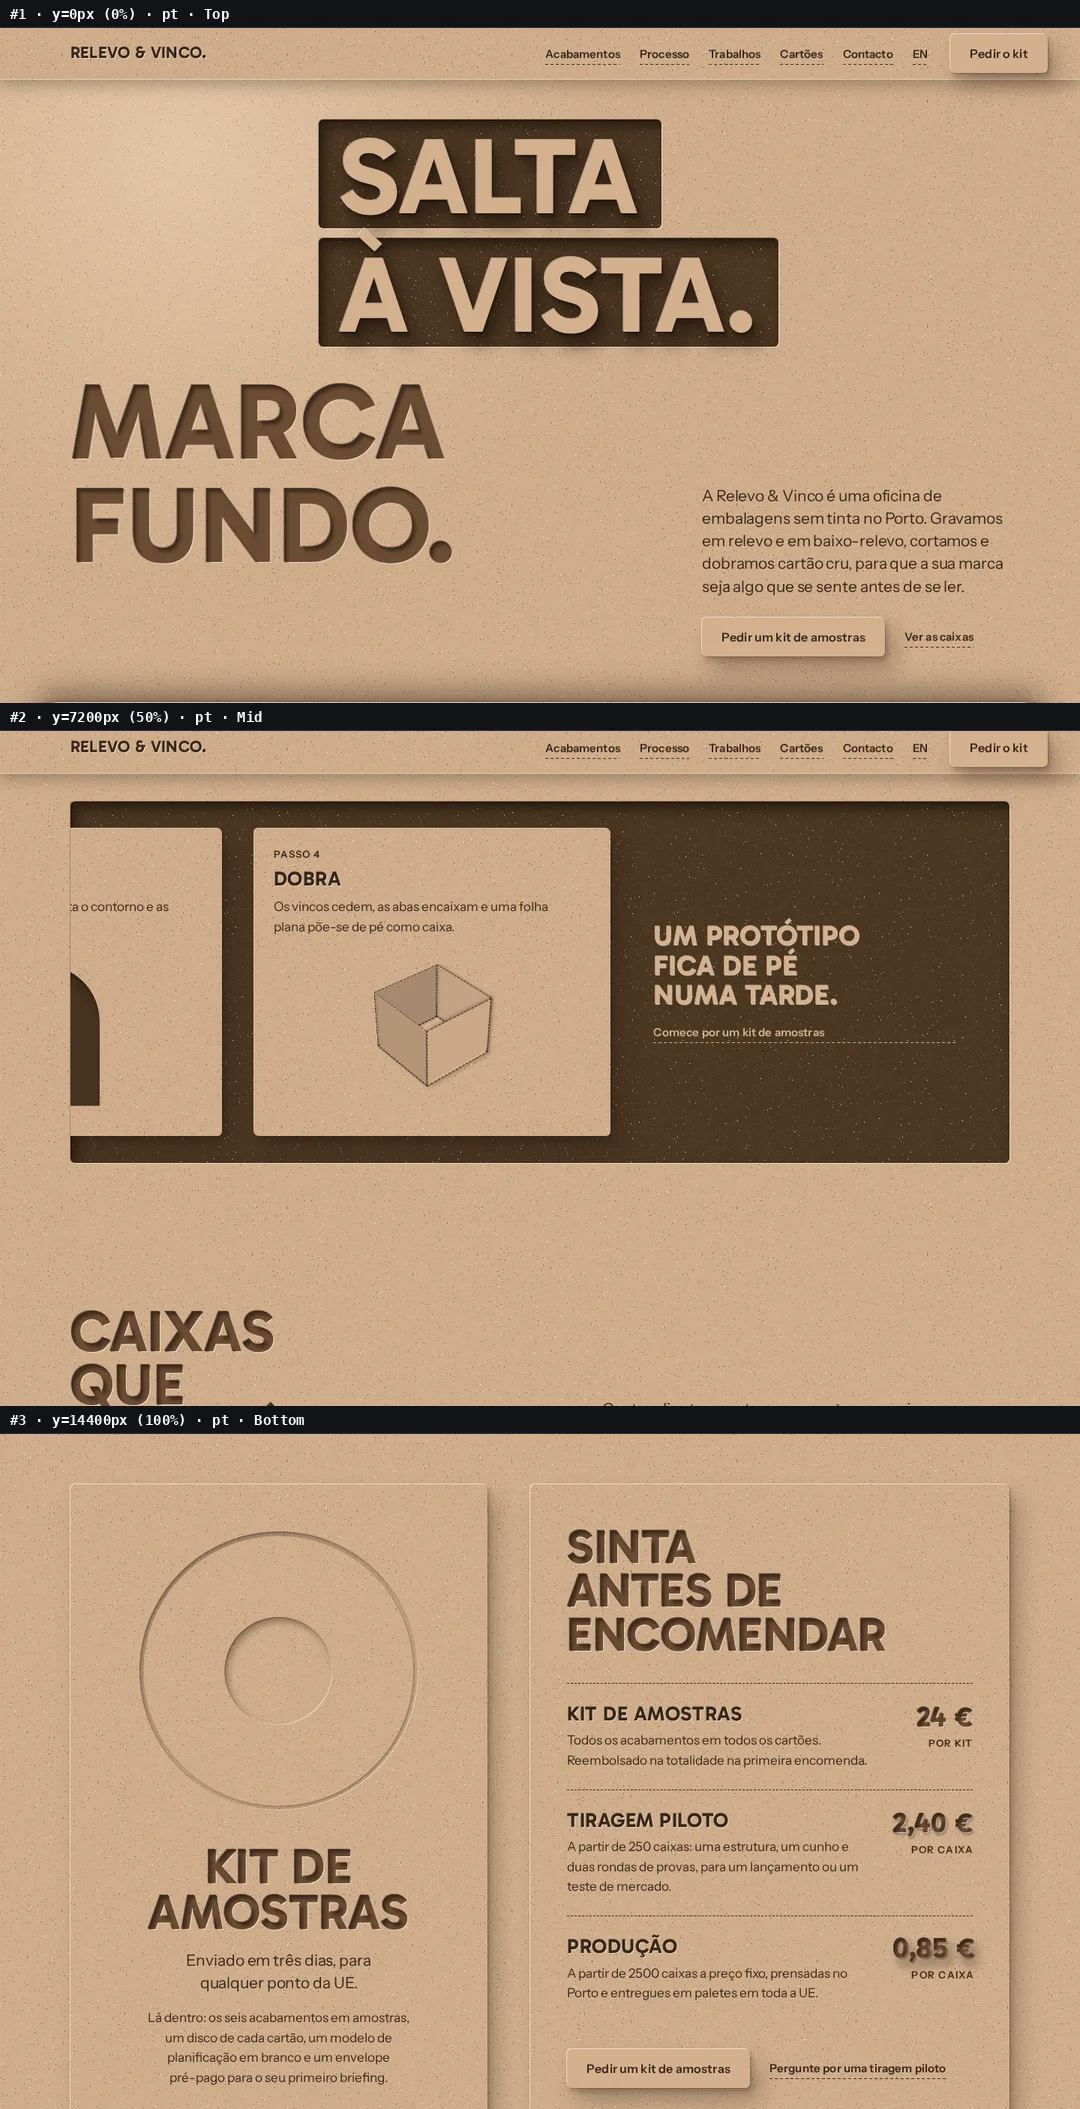 #1 · y=0px (0%) · pt · Top
RELEVO & VINCO.
Acabamentos Processo Trabalhos Cartões Contacto EN Pedir o kit
SALTA
À VISTA.
MARCA
FUNDO.
A Relevo & Vinco é uma oficina de
embalagens sem tinta no Porto. Gravamos
em relevo e em baixo-relevo, cortamos e
dobramos cartão cru, para que a sua marca
seja algo que se sente antes de se ler.
Pedir um kit de amostras Ver as caixas
#2 · y=7200px (50%) · pt · Mid
RELEVO & VINCO.
Acabamentos Processo Trabalhos Cartões Contacto EN Pedir o kit
ta o contorno e as
PASSO 4
DOBRA
Os vincos cedem, as abas encaixam e uma folha
plana põe-se de pé como caixa.
UM PROTÓTIPO
FICA DE PÉ
NUMA TARDE.
Comece por um kit de amostras
CAIXAS
QUE
#3 · y=14400px (100%) · pt · Bottom
KIT DE
AMOSTRAS
Enviado em três dias, para
qualquer ponto da UE.
Lá dentro: os seis acabamentos em amostras,
um disco de cada cartão, um modelo de
planificação em branco e um envelope
pré-pago para o seu primeiro briefing.
SINTA
ANTES DE
ENCOMENDAR
KIT DE AMOSTRAS
Todos os acabamentos em todos os cartões.
Reembolsado na totalidade na primeira encomenda.
24 €
POR KIT
TIRAGEM PILOTO
A partir de 250 caixas: uma estrutura, um cunho e
duas rondas de provas, para um lançamento ou um
teste de mercado.
2,40 €
POR CAIXA
PRODUÇÃO
A partir de 2500 caixas a preço fixo, prensadas no
Porto e entregues em paletes em toda a UE.
0,85 €
POR CAIXA
Pedir um kit de amostras Pergunte por uma tiragem piloto